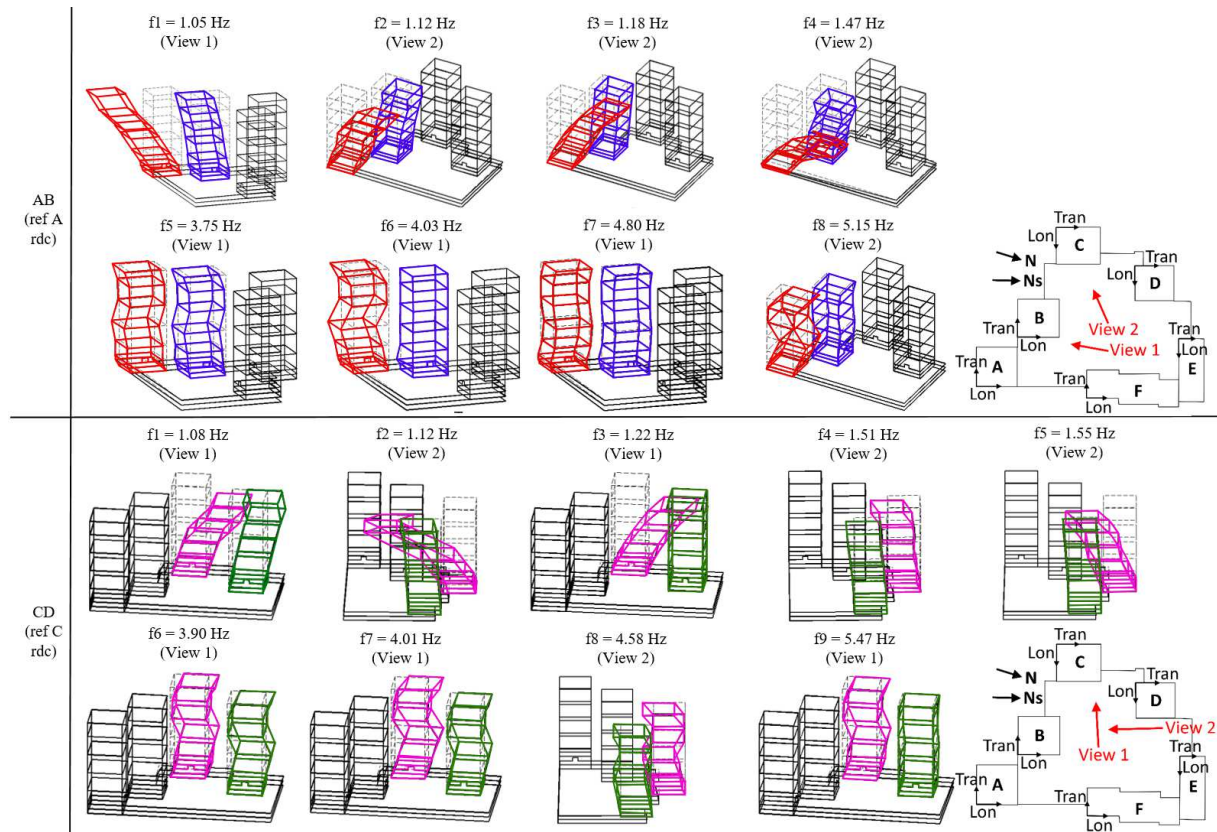 f1 = 1.05 Hz
(View 1)
f2 = 1.12 Hz
(View 2)
f3 = 1.18 Hz
(View 2)
f4 = 1.47 Hz
(View 2)
AB
(ref A
rdc)
f5 = 3.75 Hz
(View 1)
f6 = 4.03 Hz
(View 1)
f7 = 4.80 Hz
(View 1)
f8 = 5.15 Hz
(View 2)
Tran
Lon
C
Tran
N
Lon
D
Ns
Tran
B
View 2
Lon
View 1
Tran
Tran
Lon
A
E
Tran
F
Lon
Lon
CD
(ref C
rdc)
f1 = 1.08 Hz
(View 1)
f2 = 1.12 Hz
(View 2)
f3 = 1.22 Hz
(View 1)
f4 = 1.51 Hz
(View 2)
f5 = 1.55 Hz
(View 2)
f6 = 3.90 Hz
(View 1)
f7 = 4.01 Hz
(View 1)
f8 = 4.58 Hz
(View 2)
f9 = 5.47 Hz
(View 1)
Tran
Lon
C
Tran
N
Lon
D
Ns
Tran
B
View 2
Lon
View 1
Tran
Tran
Lon
A
E
Tran
F
Lon
Lon